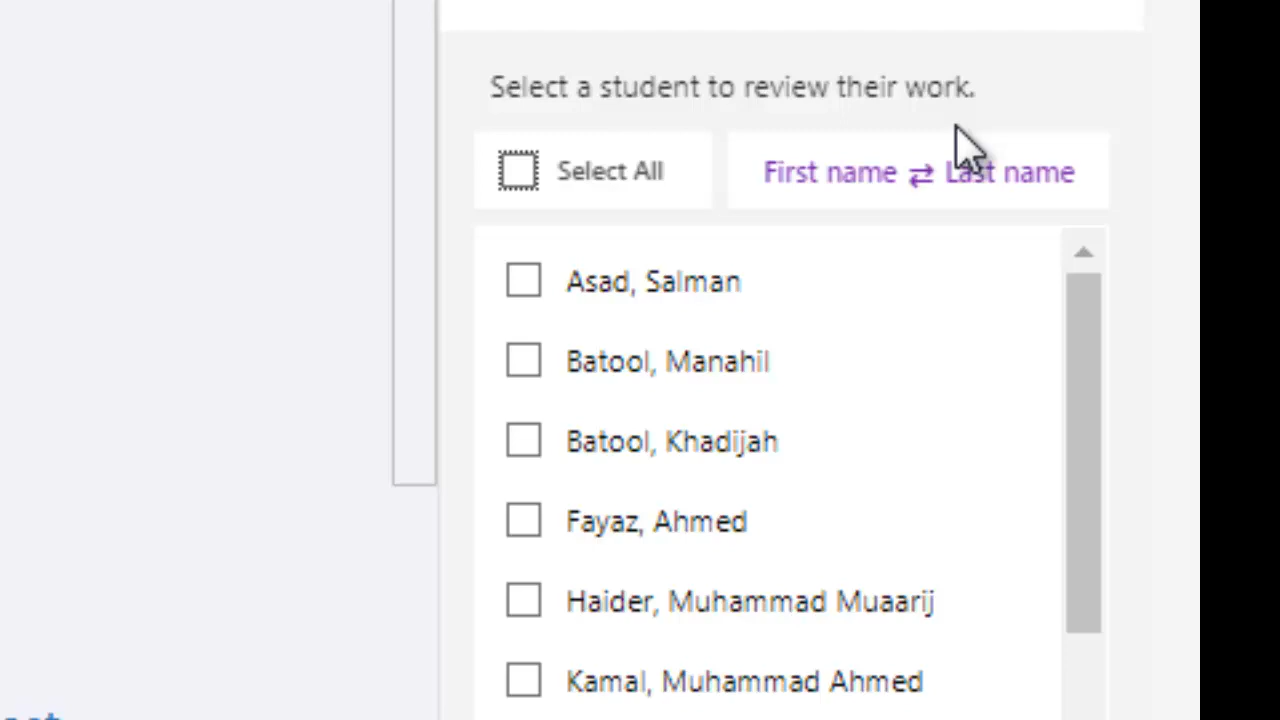 Select a student to review their work.
Select All
First name ⇄ Last name
Asad, Salman
Batool, Manahil
Batool, Khadijah
Fayaz, Ahmed
Haider, Muhammad Muaarij
Kamal, Muhammad Ahmed